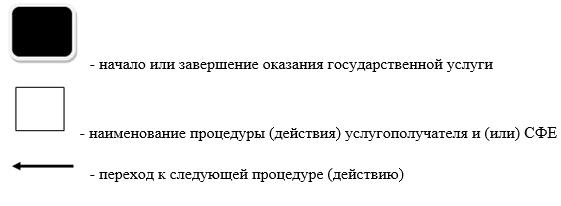 - начало или завершение оказания государственной услуги
- наименование процедуры (действия) услугополучателя и (или) СФЕ
- переход к следующей процедуре (действию)